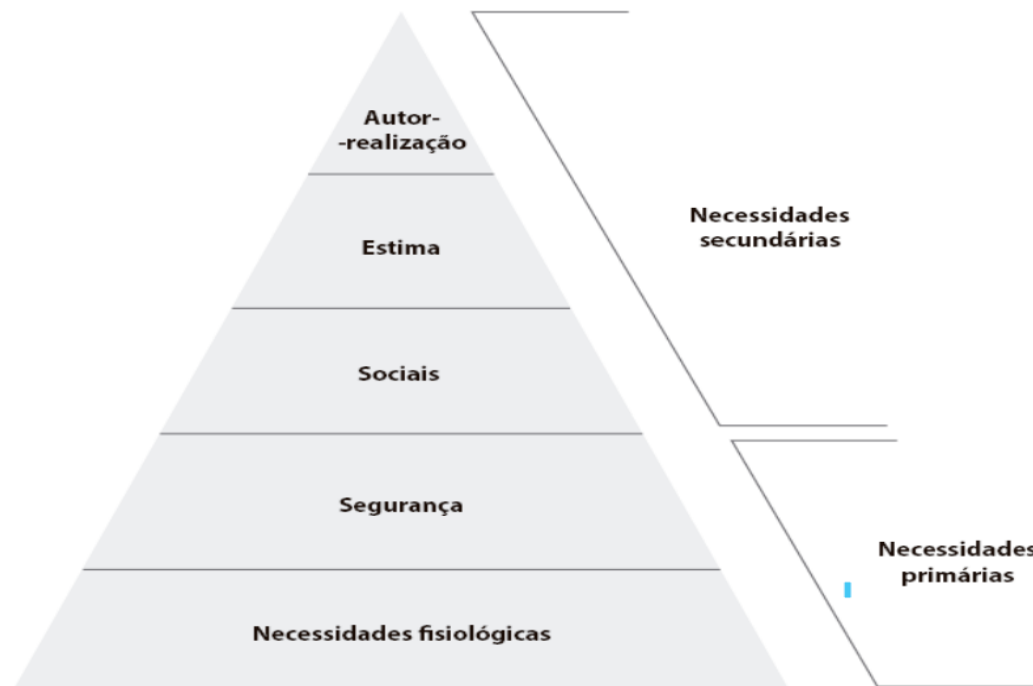 Autor-
-realização
Estima
Sociais
Segurança
Necessidades fisiológicas
Necessidades
secundárias
Necessidades
primárias